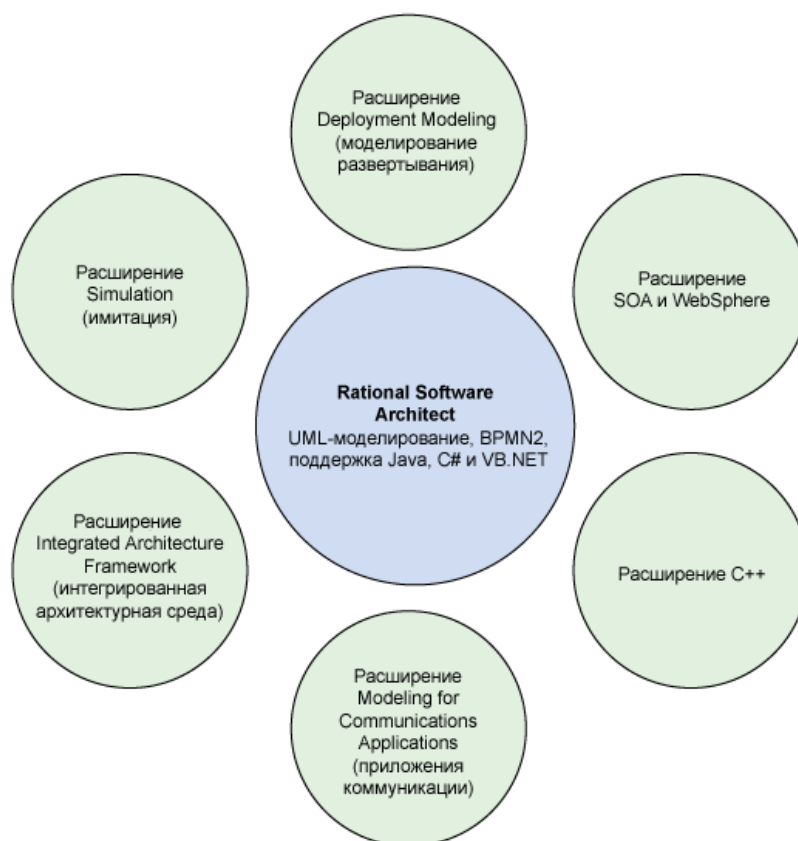 Расширение
Deployment Modeling
(моделирование
развертывания)
Расширение
Simulation
(имитация)
Расширение
SOA и WebSphere
Rational Software
Architect
UML-моделирование, BPMN2,
поддержка Java, C# и VB.NET
Расширение
Integrated Architecture
Framework
(интегрированная
архитектурная среда)
Расширение C++
Расширение
Modeling for
Communications
Applications
(приложения
коммуникации)